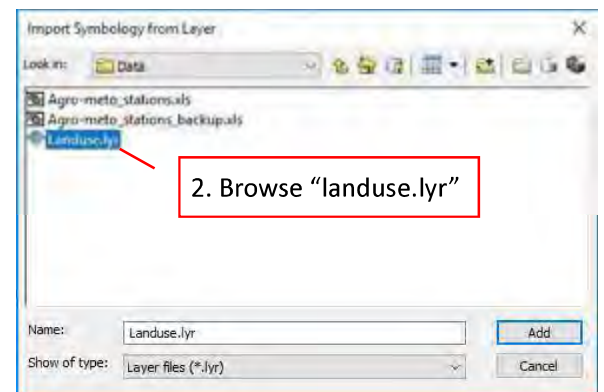 Import Symbology from Layer
Look in: Data
Agro-meto_stations.xls
Agro-meto_stations_backup.xls
Landuse.lyr
2. Browse “landuse.lyr”
Name: Landuse.lyr Add
Show of type: Layer files (*.lyr) Cancel